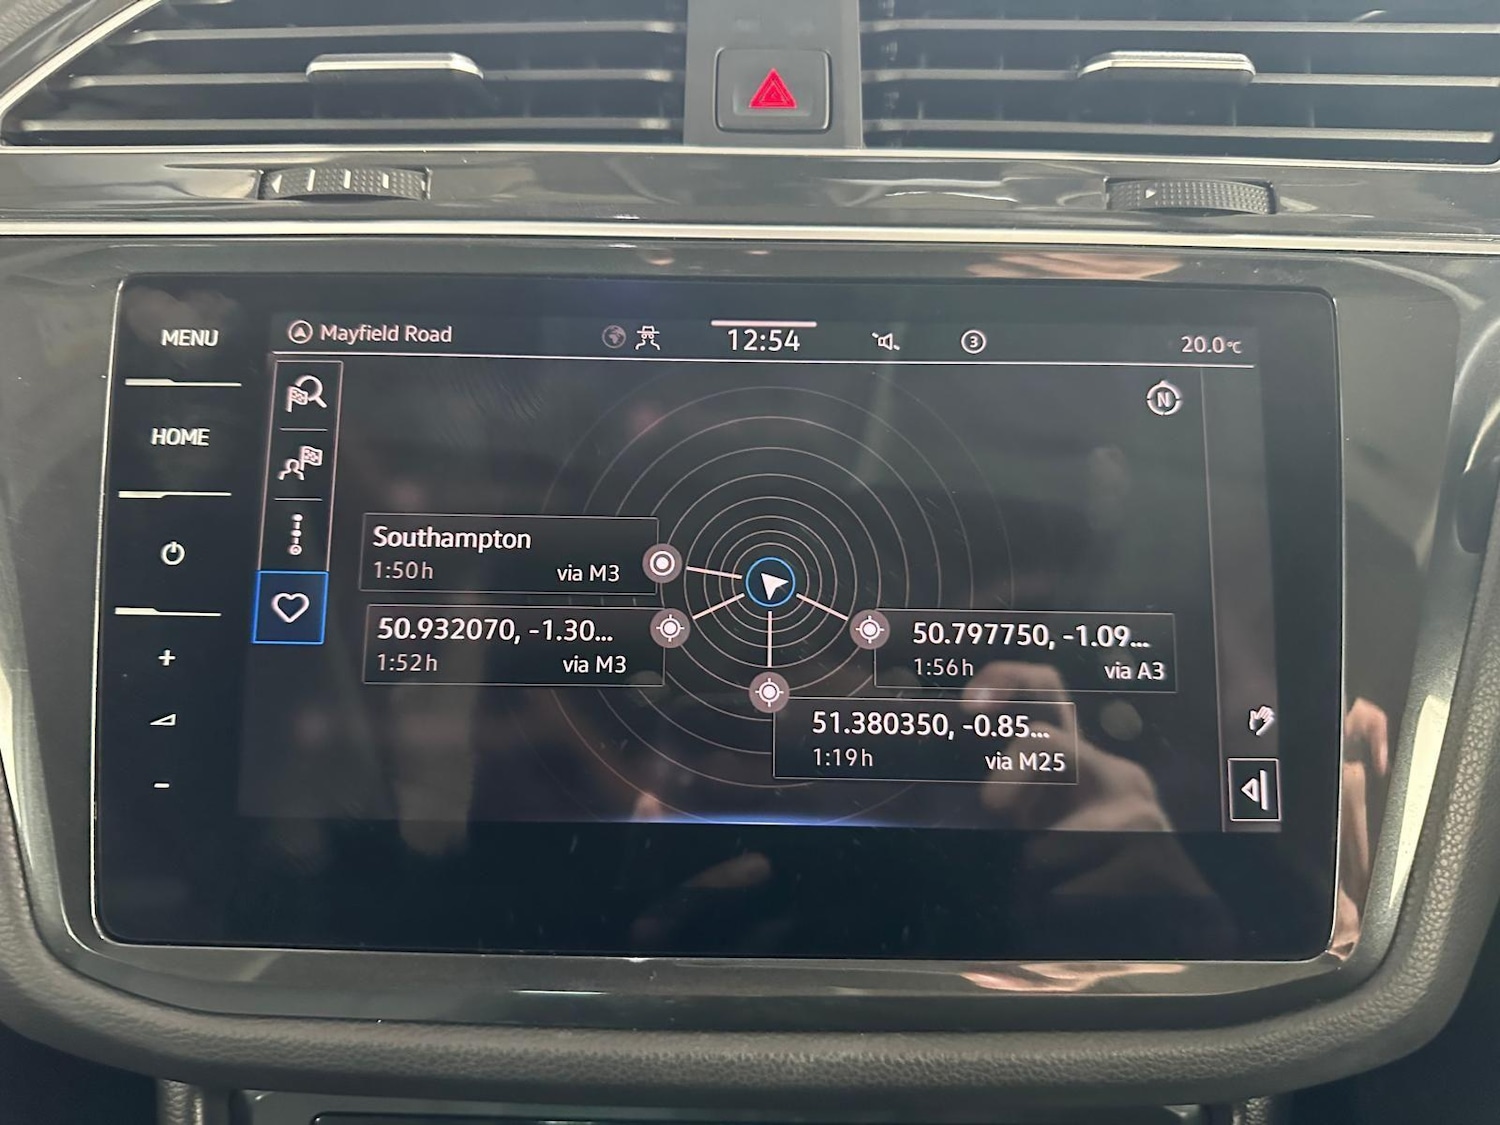 MENU
HOME
Mayfield Road
12:54
3
20.0°C
N
Southampton
1:50h via M3
50.932070, -1.30...
1:52h via M3
50.797750, -1.09...
1:56h via A3
51.380350, -0.85...
1:19h via M25
+
-